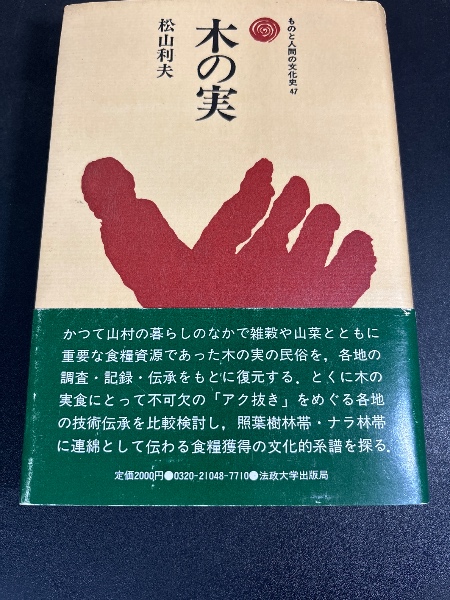 ものと人間の文化史 47
木の実
松山利夫
かつて山村の暮らしのなかで雑穀や山菜とともに
重要な食糧資源であった木の実の民俗を，各地の
調査・記録・伝承をもとに復元する．とくに木の
実食にとって不可欠の「アク抜き」をめぐる各地
の技術伝承を比較検討し，照葉樹林帯・ナラ林帯
に連綿として伝わる食糧獲得の文化的系譜を探る．
定価2000円●0320-21048-7710●法政大学出版局